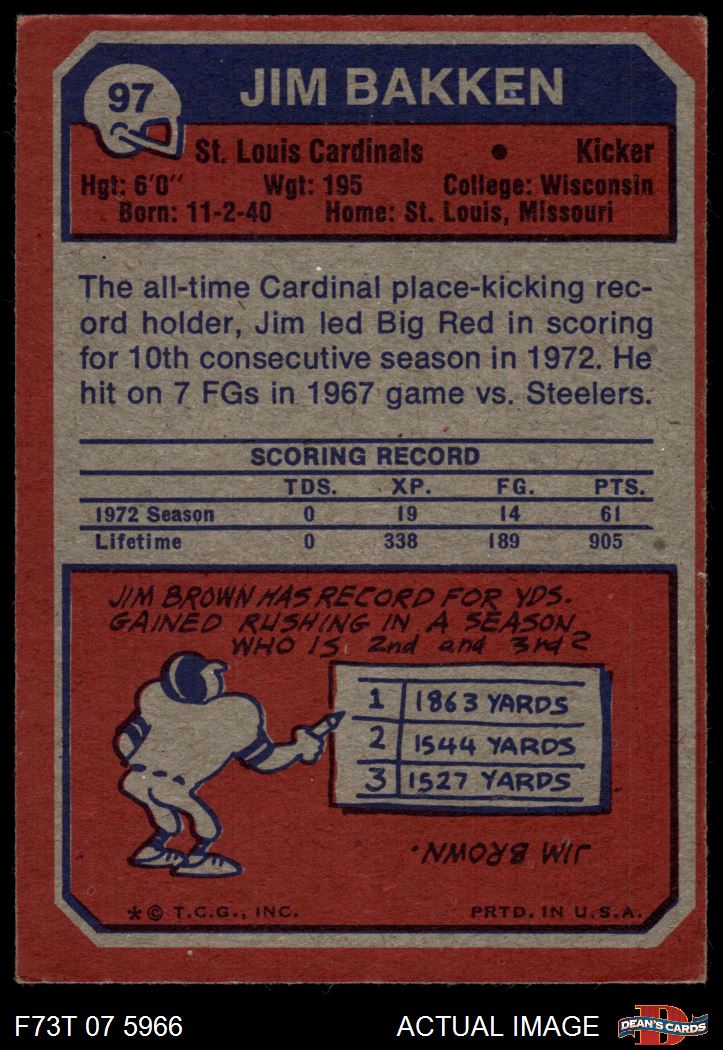 97
JIM BAKKEN
St. Louis Cardinals • Kicker
Hgt: 6'0" Wgt: 195 College: Wisconsin
Born: 11-2-40 Home: St. Louis, Missouri
The all-time Cardinal place-kicking rec-
ord holder, Jim led Big Red in scoring
for 10th consecutive season in 1972. He
hit on 7 FGs in 1967 game vs. Steelers.
SCORING RECORD
TDS. XP. FG. PTS.
1972 Season 0 19 14 61
Lifetime 0 338 189 905
JIM BROWN HAS RECORD FOR YDS.
GAINED RUSHING IN A SEASON.
WHO IS 2nd and 3rd?
1 1863 YARDS
2 1544 YARDS
3 1527 YARDS
JIM BROWN.
* © T.C.G., INC. PRTD. IN U.S.A.
F73T 07 5966 ACTUAL IMAGE D DEAN'S CARDS